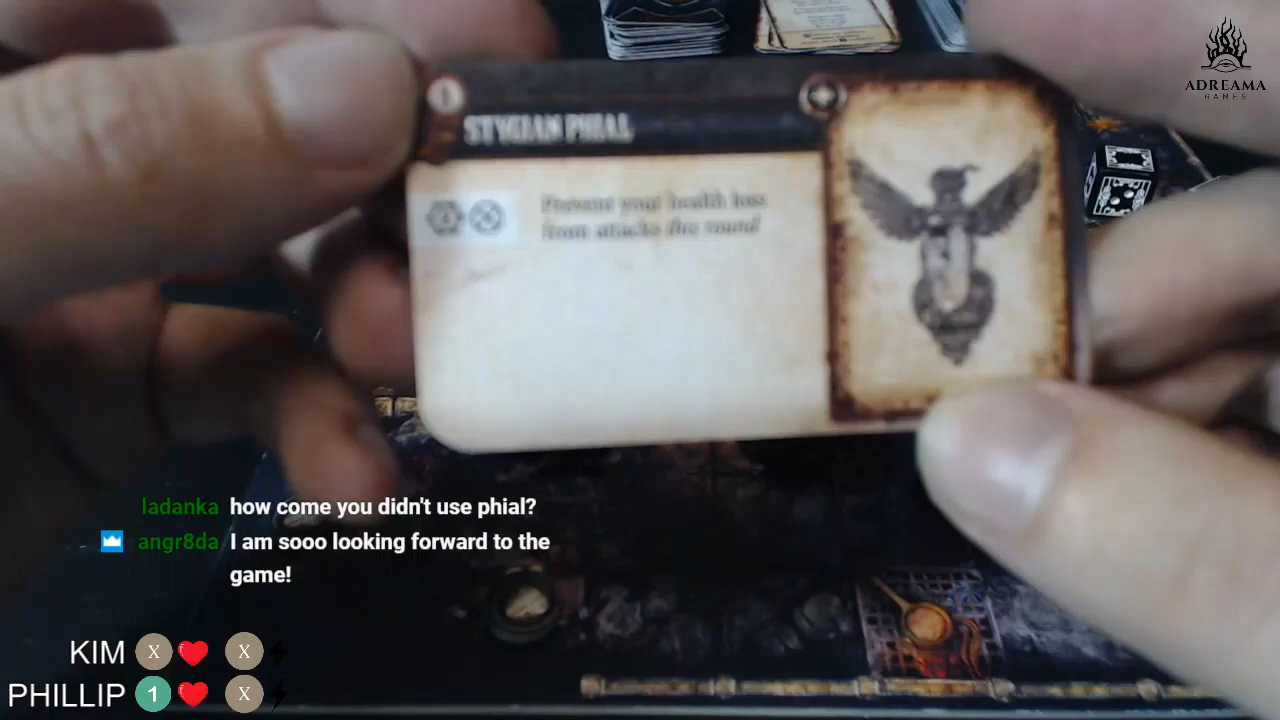 ADREAMA
GAMES
1
STYGIAN PHIAL
Prevent your health loss
from attacks this round
ladanka how come you didn't use phial?
angr8da I am sooo looking forward to the
game!
KIM X X
PHILLIP 1 X